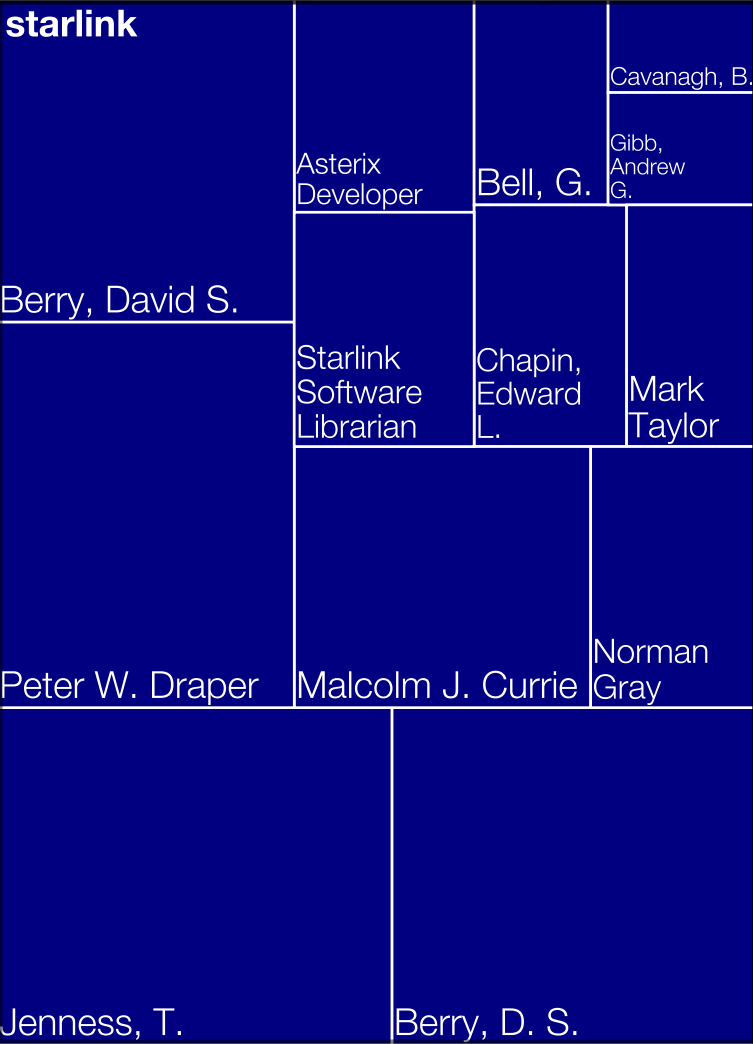 starlink
Berry, David S.
Asterix
Developer
Bell, G.
Cavanagh, B.
Gibb,
Andrew
G.
Starlink
Software
Librarian
Chapin,
Edward
L.
Mark
Taylor
Peter W. Draper
Malcolm J. Currie
Norman
Gray
Jenness, T.
Berry, D. S.